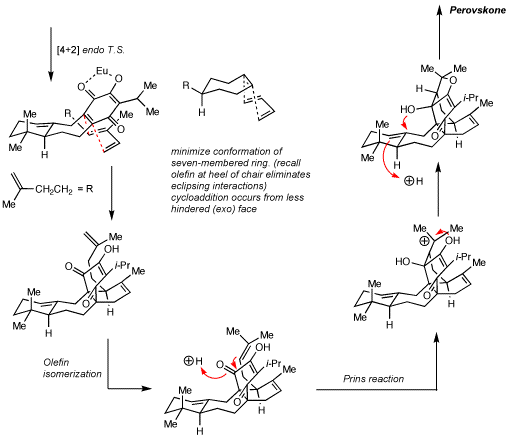 Perovskone
[4+2] endo T.S.
Eu
O
O
R
Me
O
Me
Me
H
R
H
minimize conformation of
seven-membered ring. (recall
olefin at heel of chair eliminates
eclipsing interactions)
cycloaddition occurs from less
hindered (exo) face
Me
CH2CH2 = R
Me
Me
O
H
i-Pr
HO
O
Me
Me
Me
H
H
⊕H
Me
OH
O
i-Pr
O
Me
Me
Me
H
H
Me
Me
⊕
OH
HO
i-Pr
O
Me
Me
Me
H
H
Olefin
isomerization
⊕H
Me
Me
OH
O
i-Pr
O
Me
Me
Me
H
H
Prins reaction